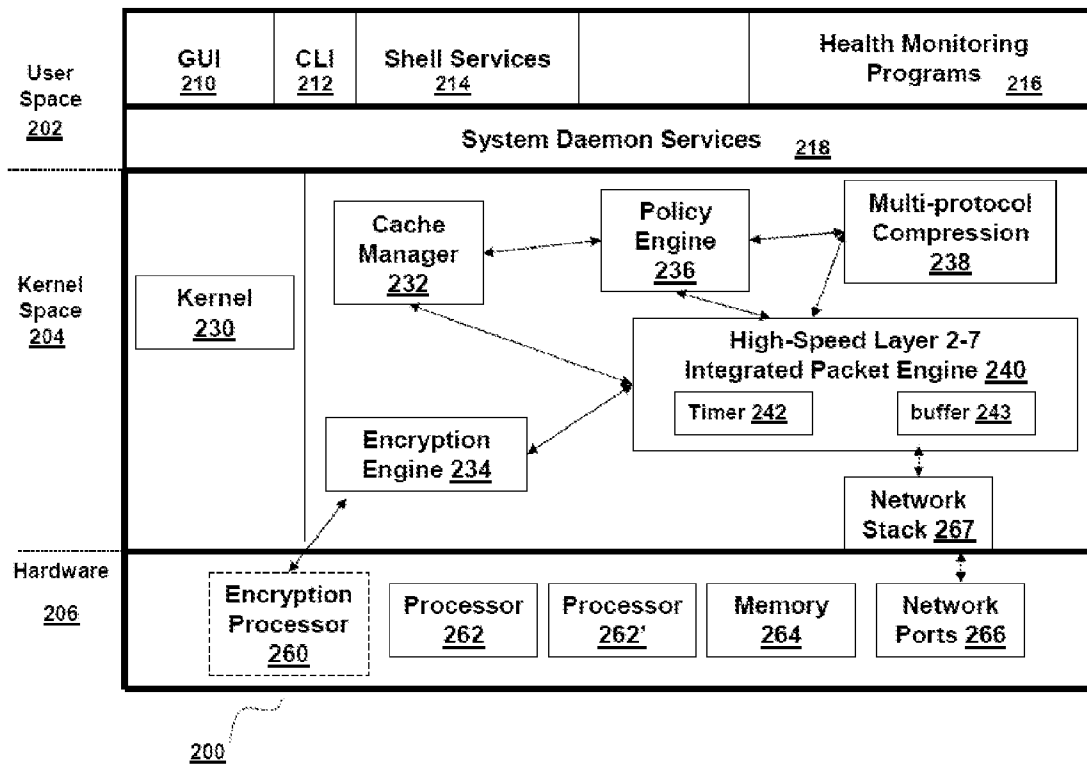 User
Space
202
GUI
210
CLI
212
Shell Services
214
Health Monitoring
Programs 216
System Daemon Services 218
Kernel
Space
204
Kernel
230
Cache
Manager
232
Policy
Engine
236
Multi-protocol
Compression
238
High-Speed Layer 2-7
Integrated Packet Engine 240
Timer 242
buffer 243
Encryption
Engine 234
Network
Stack 267
Hardware
206
Encryption
Processor
260
Processor
262
Processor
262'
Memory
264
Network
Ports 266
200